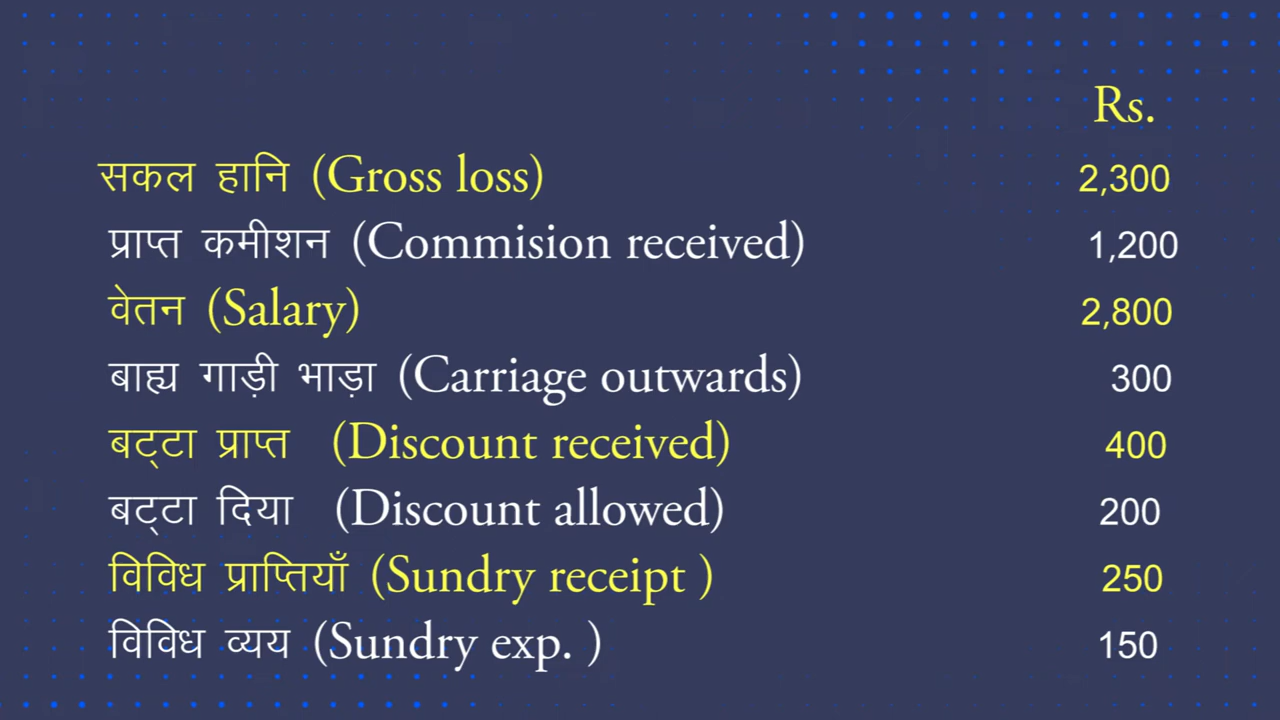 Rs.
सकल हानि (Gross loss) 2,300
प्राप्त कमीशन (Commision received) 1,200
वेतन (Salary) 2,800
बाह्य गाड़ी भाड़ा (Carriage outwards) 300
बट्टा प्राप्त (Discount received) 400
बट्टा दिया (Discount allowed) 200
विविध प्राप्तियाँ (Sundry receipt ) 250
विविध व्यय (Sundry exp. ) 150